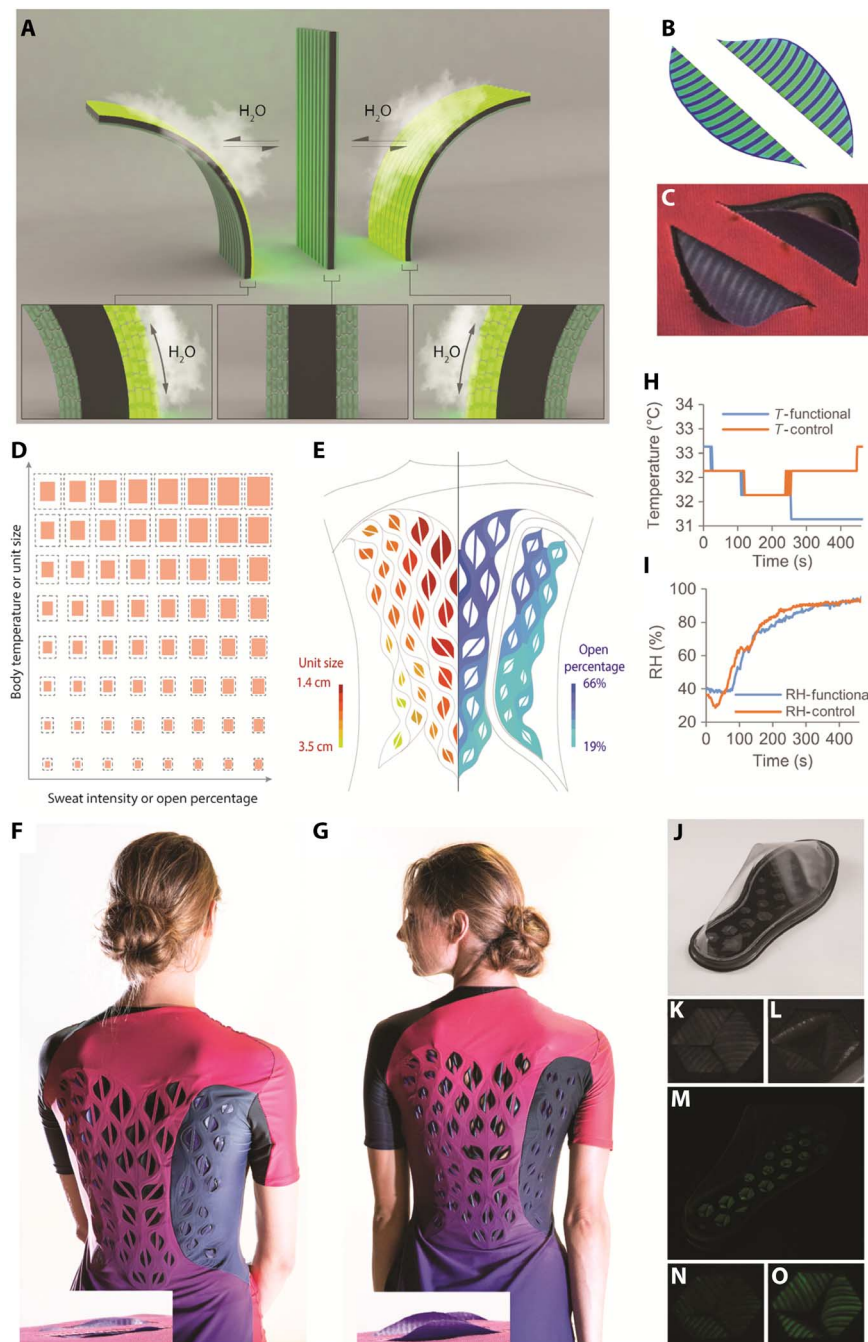 A
H₂O
H₂O
H₂O
H₂O
B
C
D
Body temperature or unit size
Sweat intensity or open percentage
E
Unit size
1.4 cm
3.5 cm
Open
percentage
66%
19%
H
Temperature (°C)
34
33
32
32
31
T-functional
T-control
0 100 200 300 400
Time (s)
I
RH (%)
100
80
60
40
20
RH-functional
RH-control
0 100 200 300 400
Time (s)
F
G
J
K
L
M
N
O